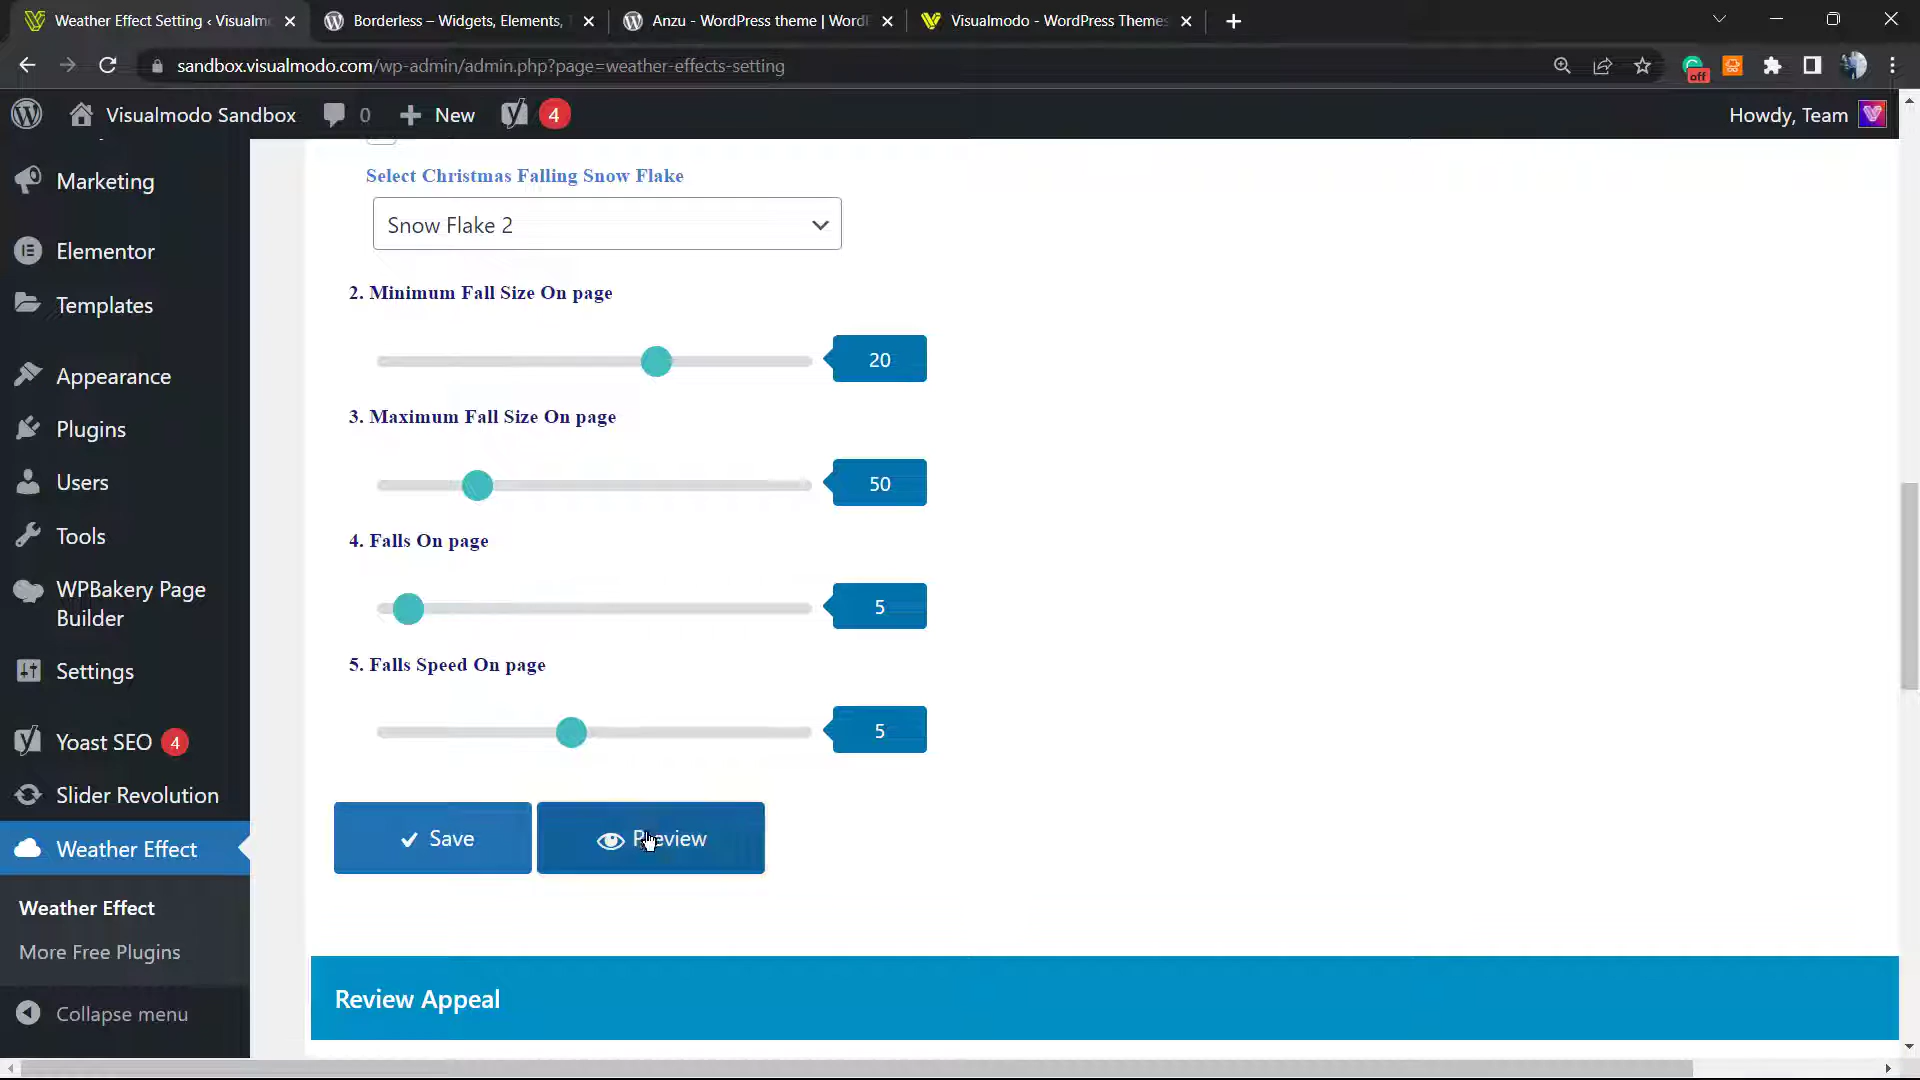 Weather Effect Setting ‹ Visualm
Borderless – Widgets, Elements,
Anzu - WordPress theme | Word
Visualmodo - WordPress Themes
sandbox.visualmodo.com/wp-admin/admin.php?page=weather-effects-setting
off
Visualmodo Sandbox
0
New
4
Howdy, Team
Marketing
Elementor
Templates
Appearance
Plugins
Users
Tools
WPBakery Page
Builder
Settings
Yoast SEO 4
Slider Revolution
Weather Effect
Weather Effect
More Free Plugins
Collapse menu
Select Christmas Falling Snow Flake
Snow Flake 2
2. Minimum Fall Size On page
20
3. Maximum Fall Size On page
50
4. Falls On page
5
5. Falls Speed On page
5
Save
Preview
Review Appeal